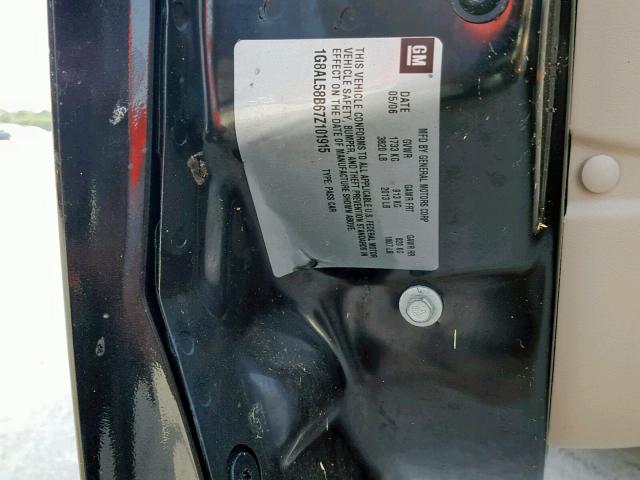 GM
MFD BY GENERAL MOTORS CORP
DATE GVWR GAWR FRT GAWR RR
05/06 1733 KG 913 KG 820 KG
3820 LB 2013 LB 1807 LB
THIS VEHICLE CONFORMS TO ALL APPLICABLE U.S. FEDERAL MOTOR
VEHICLE SAFETY, BUMPER, AND THEFT PREVENTION STANDARDS IN
EFFECT ON THE DATE OF MANUFACTURE SHOWN ABOVE.
1G8AL58B67Z101915 TYPE: PASS CAR